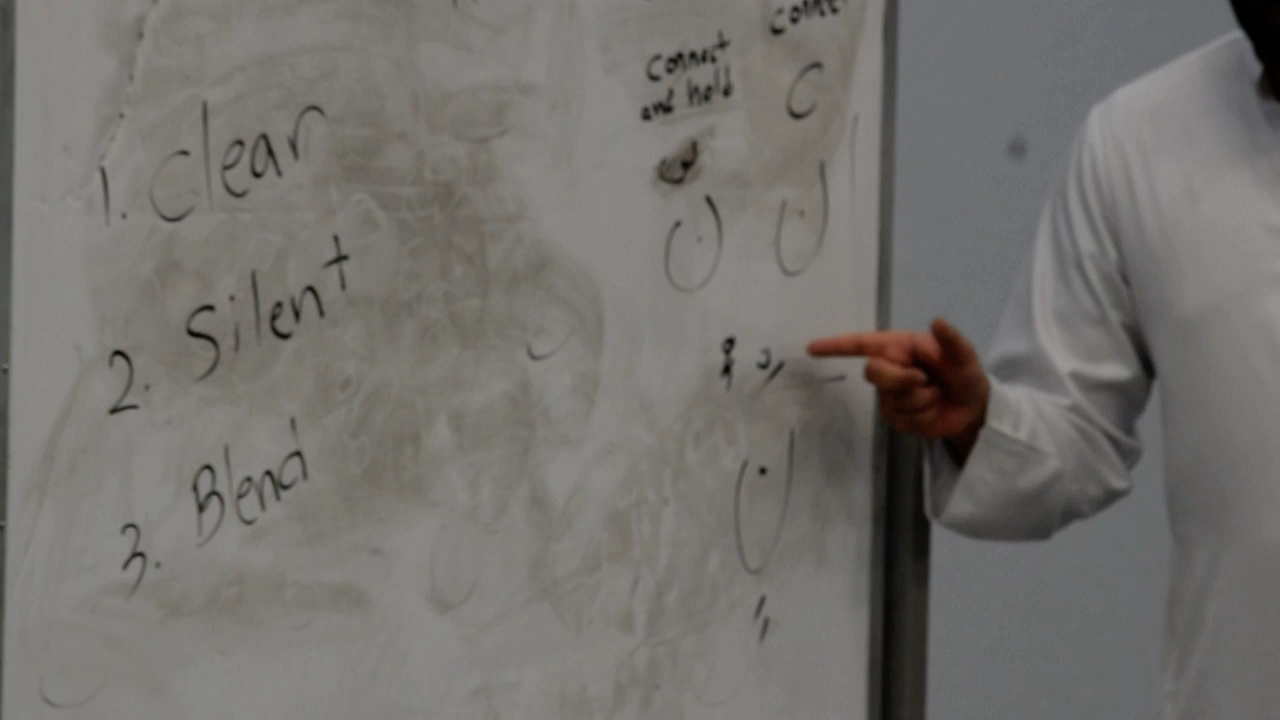 1. Clear
2. Silent
3. Blend
connect
and hold
C
ن ن
ن